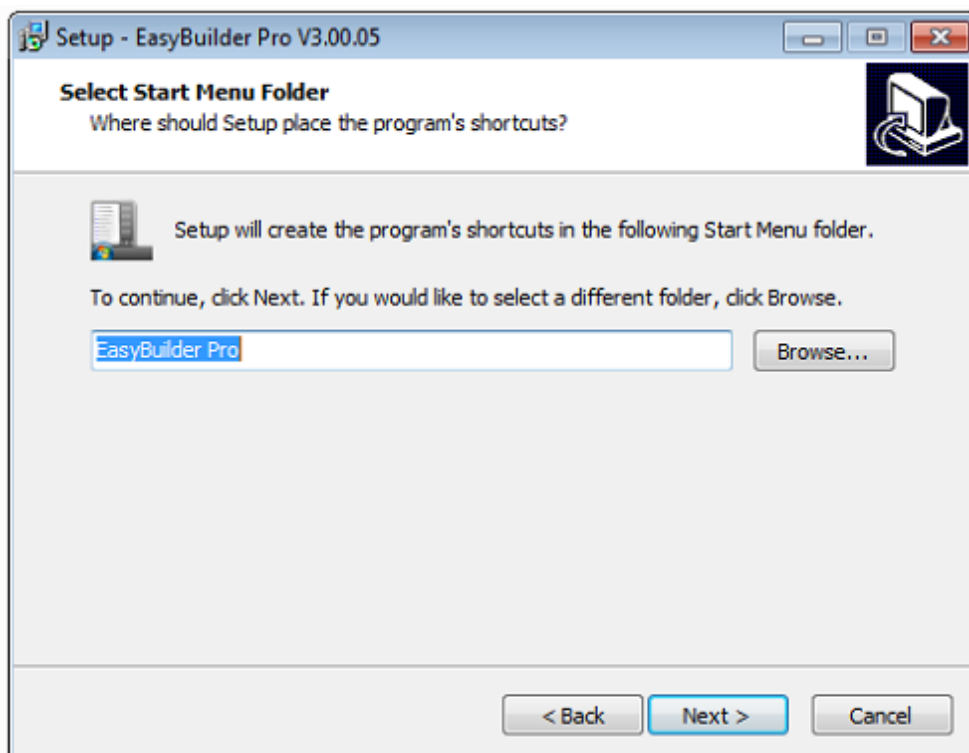 Setup - EasyBuilder Pro V3.00.05
Select Start Menu Folder
Where should Setup place the program's shortcuts?
Setup will create the program's shortcuts in the following Start Menu folder.
To continue, click Next. If you would like to select a different folder, click Browse.
EasyBuilder Pro
Browse...
< Back
Next >
Cancel